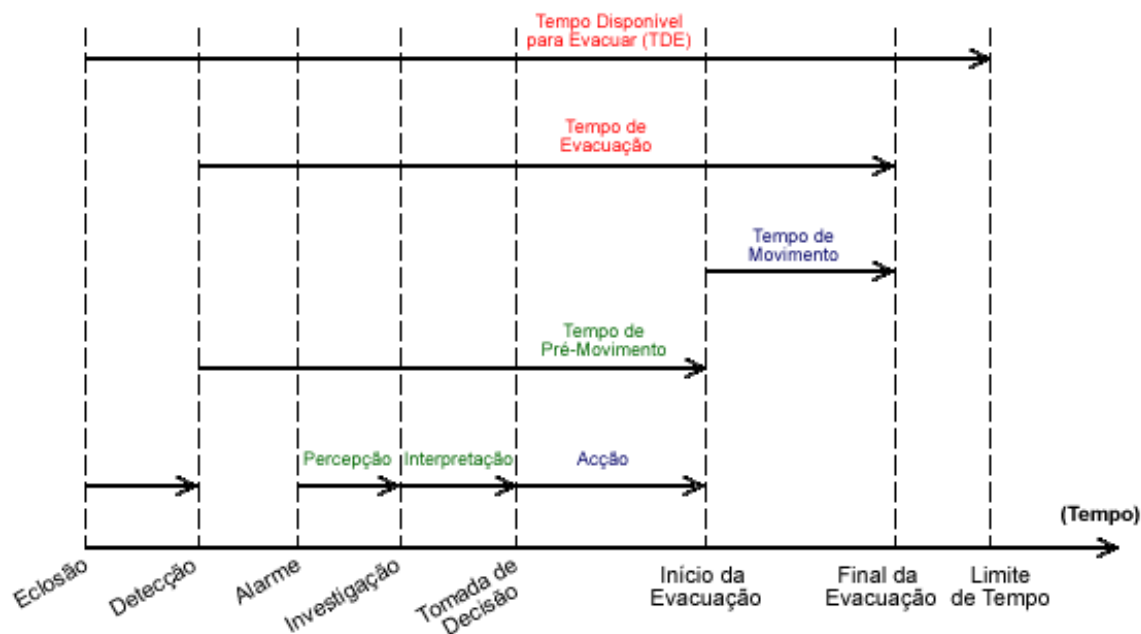 Tempo Disponível
para Evacuar (TDE)
Tempo de
Evacuação
Tempo de
Movimento
Tempo de
Pré-Movimento
Percepção
Interpretação
Acção
(Tempo)
Eclosão
Detecção
Alarme
Investigação
Tomada de
Decisão
Início da
Evacuação
Final da
Evacuação
Limite
de Tempo